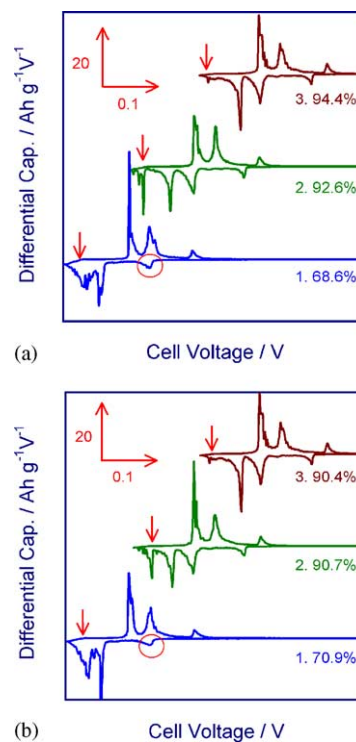 Differential Cap. / Ah g⁻¹V⁻¹
20
0.1
3. 94.4%
2. 92.6%
1. 68.6%
(a)
Cell Voltage / V
Differential Cap. / Ah g⁻¹V⁻¹
20
0.1
3. 90.4%
2. 90.7%
1. 70.9%
(b)
Cell Voltage / V